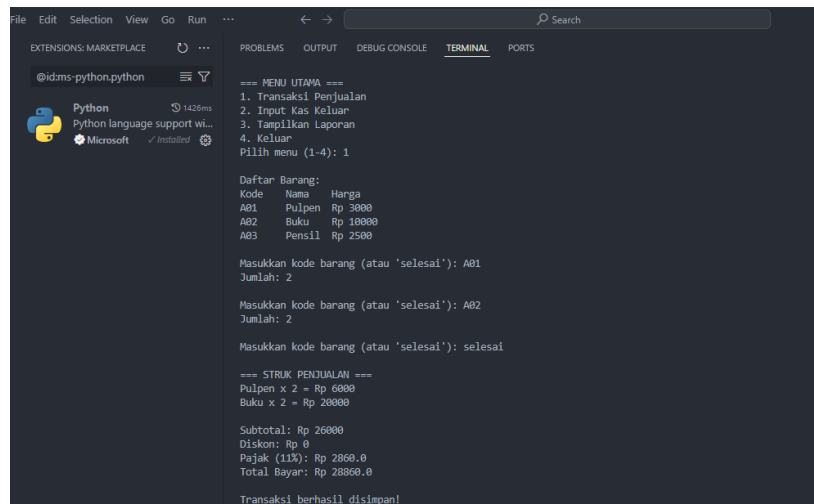 File Edit Selection View Go Run ··· Search
EXTENSIONS: MARKETPLACE
@id:ms-python.python
Python 1426ms
Python language support wi...
Microsoft ✓ Installed
PROBLEMS OUTPUT DEBUG CONSOLE TERMINAL PORTS
=== MENU UTAMA ===
1. Transaksi Penjualan
2. Input Kas Keluar
3. Tampilkan Laporan
4. Keluar
Pilih menu (1-4): 1
Daftar Barang:
Kode Nama Harga
A01 Pulpen Rp 3000
A02 Buku Rp 10000
A03 Pensil Rp 2500
Masukkan kode barang (atau 'selesai'): A01
Jumlah: 2
Masukkan kode barang (atau 'selesai'): A02
Jumlah: 2
Masukkan kode barang (atau 'selesai'): selesai
=== STRUK PENJUALAN ===
Pulpen x 2 = Rp 6000
Buku x 2 = Rp 20000
Subtotal: Rp 26000
Diskon: Rp 0
Pajak (11%): Rp 2860.0
Total Bayar: Rp 28860.0
Transaksi berhasil disimpan!